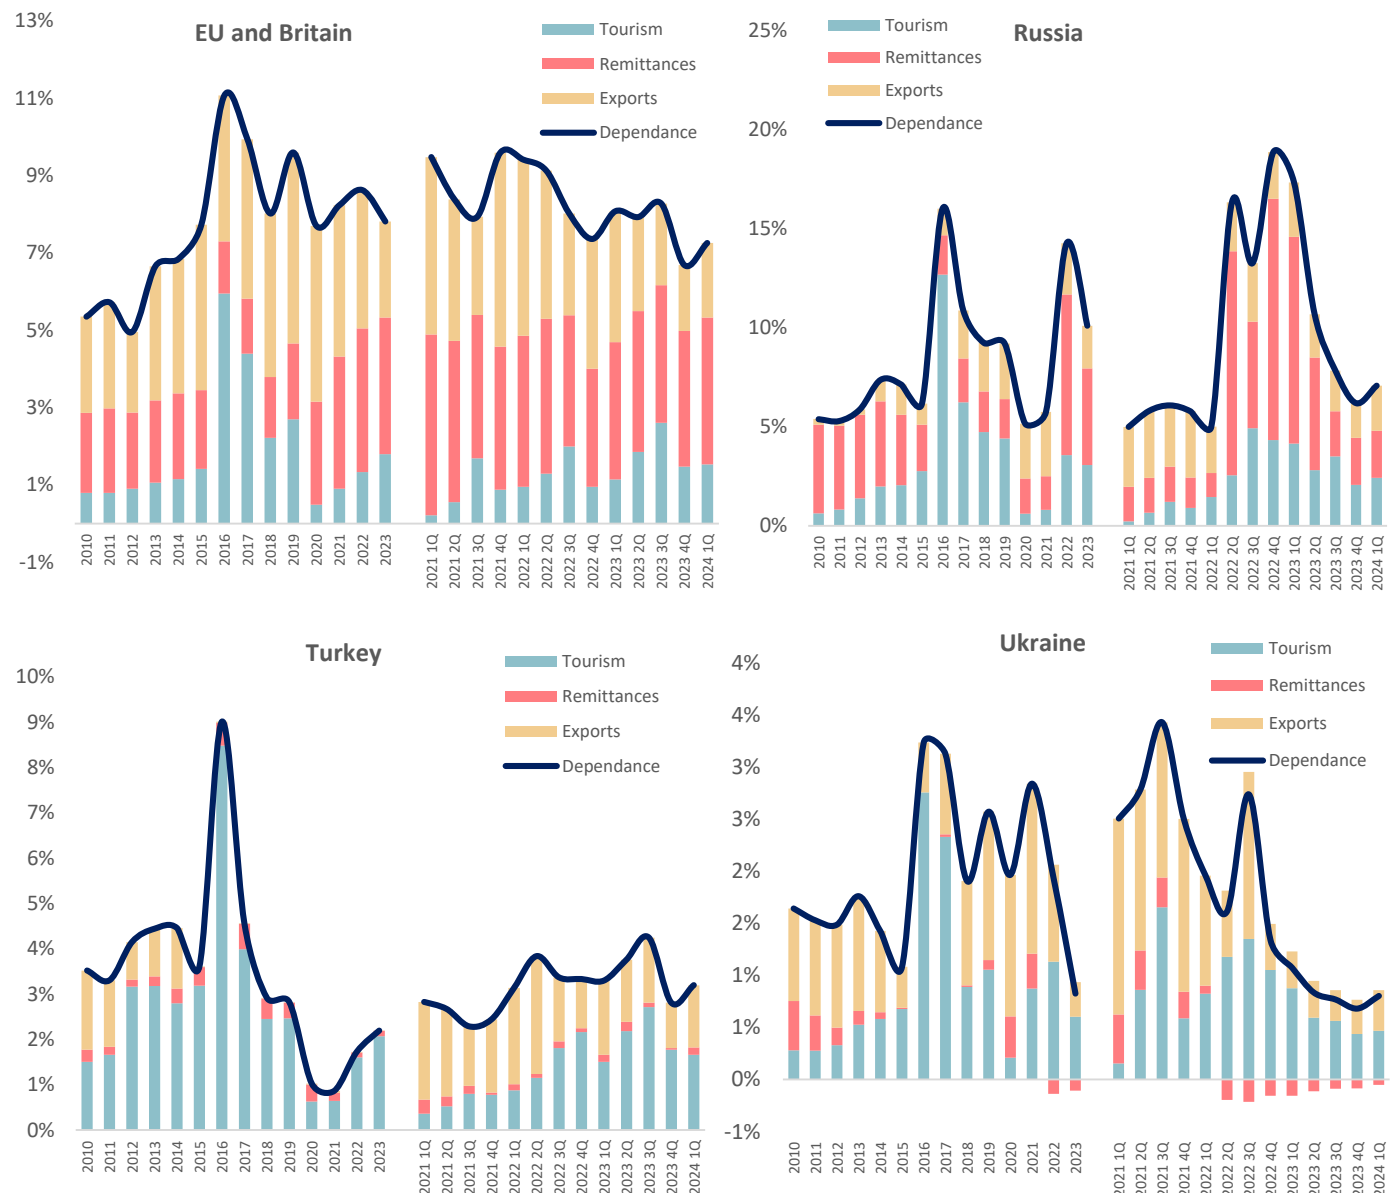 EU and Britain
Tourism
Remittances
Exports
Dependance
13%
11%
9%
7%
5%
3%
1%
-1%
2010
2011
2012
2013
2014
2015
2016
2017
2018
2019
2020
2021
2022
2023
2021 1Q
2021 2Q
2021 3Q
2021 4Q
2022 1Q
2022 2Q
2022 3Q
2022 4Q
2023 1Q
2023 2Q
2023 3Q
2023 4Q
2024 1Q
Russia
Tourism
Remittances
Exports
Dependance
25%
20%
15%
10%
5%
0%
2010
2011
2012
2013
2014
2015
2016
2017
2018
2019
2020
2021
2022
2023
2021 1Q
2021 2Q
2021 3Q
2021 4Q
2022 1Q
2022 2Q
2022 3Q
2022 4Q
2023 1Q
2023 2Q
2023 3Q
2023 4Q
2024 1Q
Turkey
Tourism
Remittances
Exports
Dependance
10%
9%
8%
7%
6%
5%
4%
3%
2%
1%
0%
2010
2011
2012
2013
2014
2015
2016
2017
2018
2019
2020
2021
2022
2023
2021 1Q
2021 2Q
2021 3Q
2021 4Q
2022 1Q
2022 2Q
2022 3Q
2022 4Q
2023 1Q
2023 2Q
2023 3Q
2023 4Q
2024 1Q
Ukraine
Tourism
Remittances
Exports
Dependance
4%
4%
3%
3%
2%
2%
1%
1%
0%
-1%
2010
2011
2012
2013
2014
2015
2016
2017
2018
2019
2020
2021
2022
2023
2021 1Q
2021 2Q
2021 3Q
2021 4Q
2022 1Q
2022 2Q
2022 3Q
2022 4Q
2023 1Q
2023 2Q
2023 3Q
2023 4Q
2024 1Q